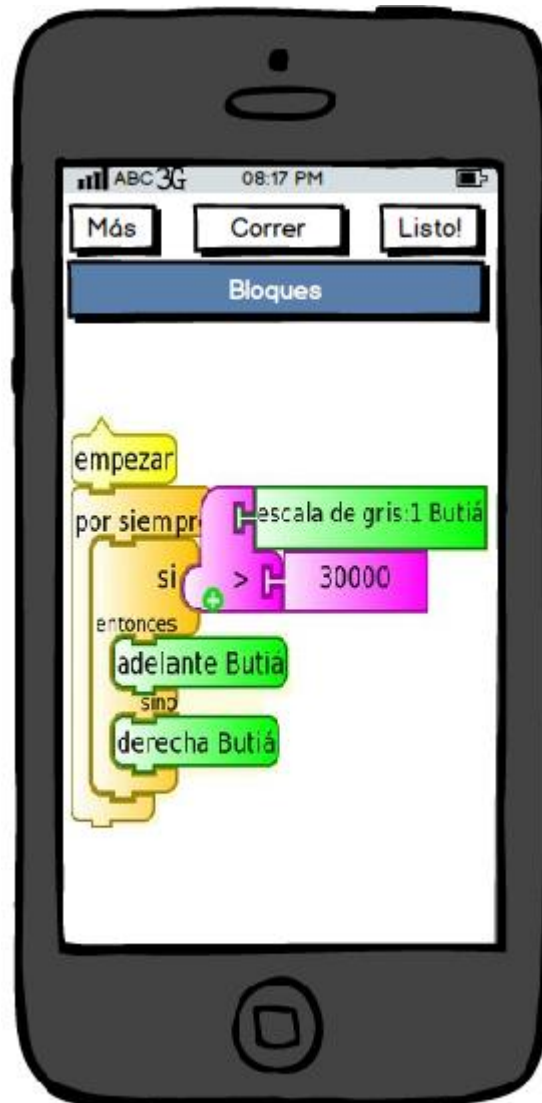 ABC 3G 08:17 PM
Más Correr Listo!
Bloques
empezar
por siempre escala de gris:1 Butiá
si > 30000
entonces
adelante Butiá
sino
derecha Butiá